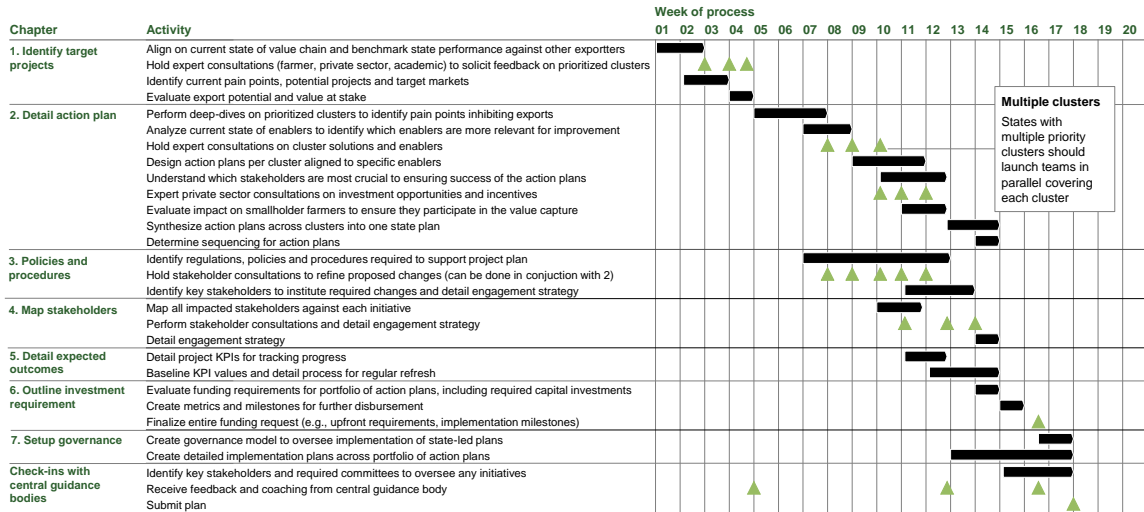 Week of process
Chapter Activity 01 02 03 04 05 06 07 08 09 10 11 12 13 14 15 16 17 18 19 20
1. Identify target
projects
Align on current state of value chain and benchmark state performance against other exportters
Hold expert consultations (farmer, private sector, academic) to solicit feedback on prioritized clusters
Identify current pain points, potential projects and target markets
Evaluate export potential and value at stake
2. Detail action plan
Perform deep-dives on prioritized clusters to identify pain points inhibiting exports
Analyze current state of enablers to identify which enablers are more relevant for improvement
Hold expert consultations on cluster solutions and enablers
Design action plans per cluster aligned to specific enablers
Understand which stakeholders are most crucial to ensuring success of the action plans
Expert private sector consultations on investment opportunities and incentives
Evaluate impact on smallholder farmers to ensure they participate in the value capture
Synthesize action plans across clusters into one state plan
Determine sequencing for action plans
Multiple clusters
States with
multiple priority
clusters should
launch teams in
parallel covering
each cluster
3. Policies and
procedures
Identify regulations, policies and procedures required to support project plan
Hold stakeholder consultations to refine proposed changes (can be done in conjuction with 2)
Identify key stakeholders to institute required changes and detail engagement strategy
4. Map stakeholders
Map all impacted stakeholders against each initiative
Perform stakeholder consultations and detail engagement strategy
Detail engagement strategy
5. Detail expected
outcomes
Detail project KPIs for tracking progress
Baseline KPI values and detail process for regular refresh
6. Outline investment
requirement
Evaluate funding requirements for portfolio of action plans, including required capital investments
Create metrics and milestones for further disbursement
Finalize entire funding request (e.g., upfront requirements, implementation milestones)
7. Setup governance
Create governance model to oversee implementation of state-led plans
Create detailed implementation plans across portfolio of action plans
Check-ins with
central guidance
bodies
Identify key stakeholders and required committees to oversee any initiatives
Receive feedback and coaching from central guidance body
Submit plan